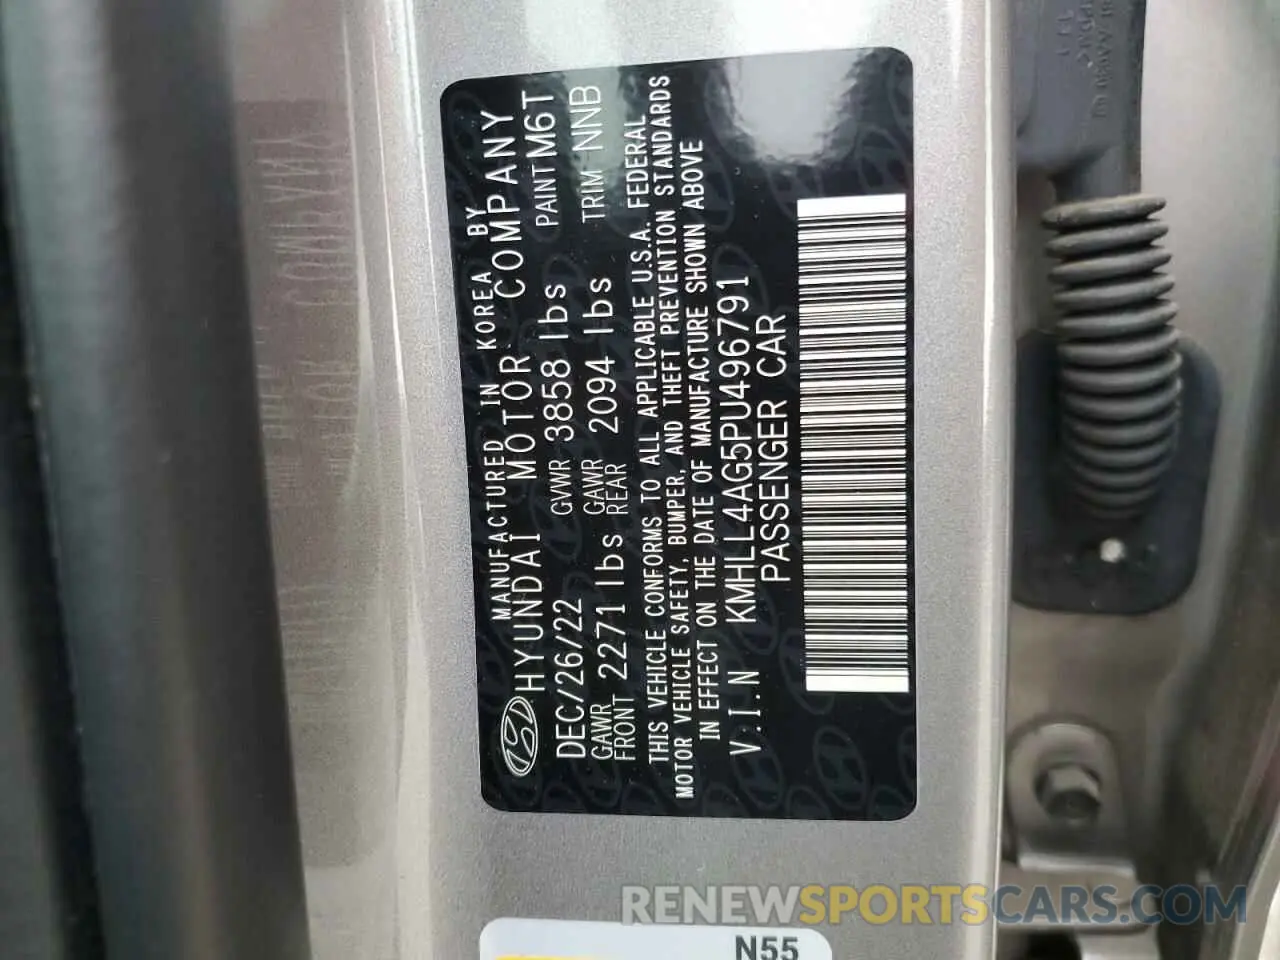 MANUFACTURED IN KOREA BY
HYUNDAI MOTOR COMPANY
DEC/26/22 GVWR 3858 lbs PAINT M6T
GAWR FRONT 2271 lbs GAWR REAR 2094 lbs TRIM NNB
THIS VEHICLE CONFORMS TO ALL APPLICABLE U.S.A. FEDERAL
MOTOR VEHICLE SAFETY, BUMPER, AND THEFT PREVENTION STANDARDS
IN EFFECT ON THE DATE OF MANUFACTURE SHOWN ABOVE
V.I.N KMHLL4AG5PU496791
PASSENGER CAR
N55
RENEWSPORTSCARS.COM